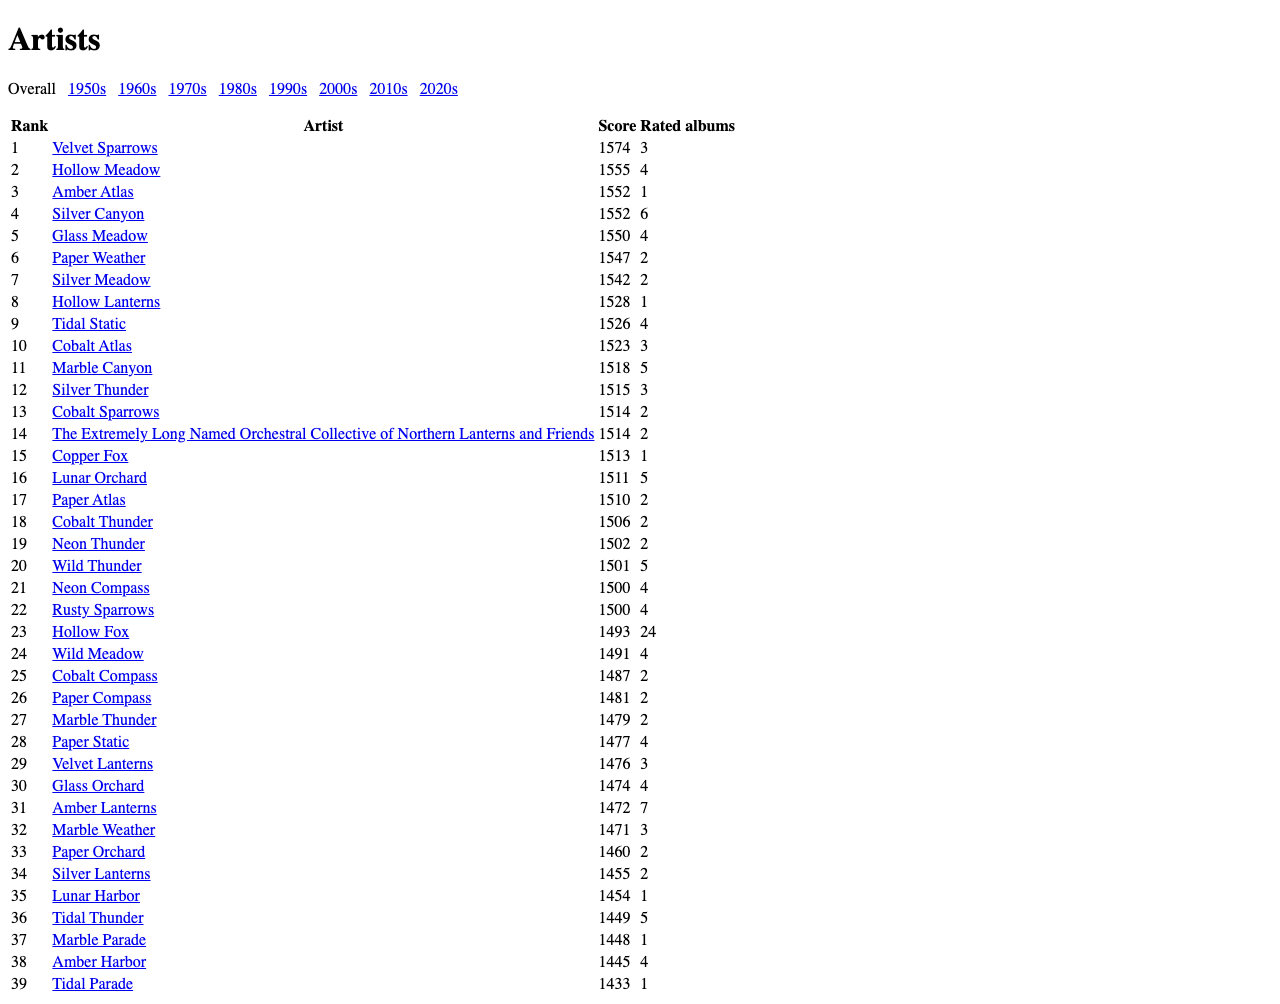 Artists
Overall 1950s 1960s 1970s 1980s 1990s 2000s 2010s 2020s
Rank Artist Score Rated albums
1 Velvet Sparrows 1574 3
2 Hollow Meadow 1555 4
3 Amber Atlas 1552 1
4 Silver Canyon 1552 6
5 Glass Meadow 1550 4
6 Paper Weather 1547 2
7 Silver Meadow 1542 2
8 Hollow Lanterns 1528 1
9 Tidal Static 1526 4
10 Cobalt Atlas 1523 3
11 Marble Canyon 1518 5
12 Silver Thunder 1515 3
13 Cobalt Sparrows 1514 2
14 The Extremely Long Named Orchestral Collective of Northern Lanterns and Friends 1514 2
15 Copper Fox 1513 1
16 Lunar Orchard 1511 5
17 Paper Atlas 1510 2
18 Cobalt Thunder 1506 2
19 Neon Thunder 1502 2
20 Wild Thunder 1501 5
21 Neon Compass 1500 4
22 Rusty Sparrows 1500 4
23 Hollow Fox 1493 24
24 Wild Meadow 1491 4
25 Cobalt Compass 1487 2
26 Paper Compass 1481 2
27 Marble Thunder 1479 2
28 Paper Static 1477 4
29 Velvet Lanterns 1476 3
30 Glass Orchard 1474 4
31 Amber Lanterns 1472 7
32 Marble Weather 1471 3
33 Paper Orchard 1460 2
34 Silver Lanterns 1455 2
35 Lunar Harbor 1454 1
36 Tidal Thunder 1449 5
37 Marble Parade 1448 1
38 Amber Harbor 1445 4
39 Tidal Parade 1433 1